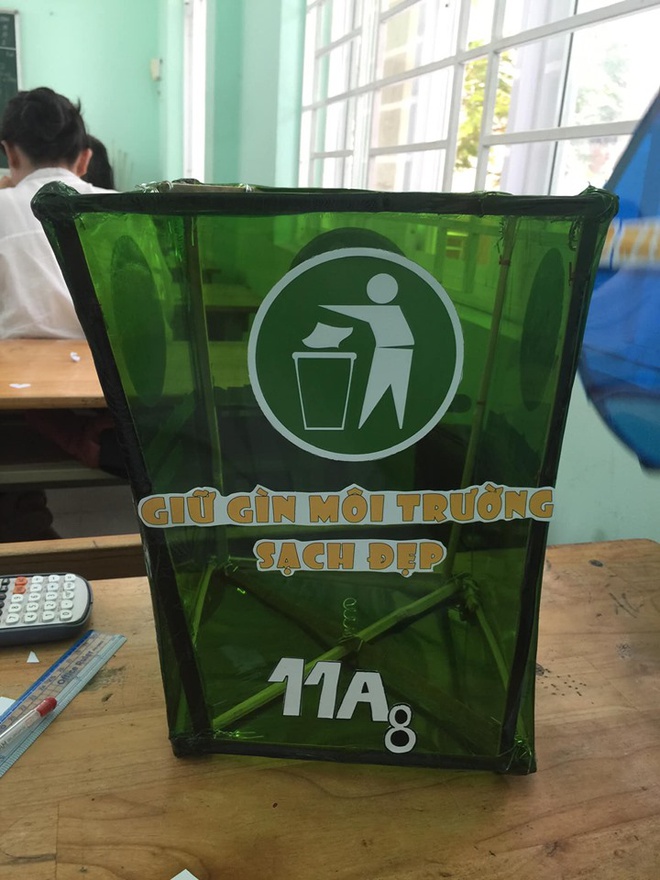 GIỮ GÌN MÔI TRƯỜNG
SẠCH ĐẸP
11A8